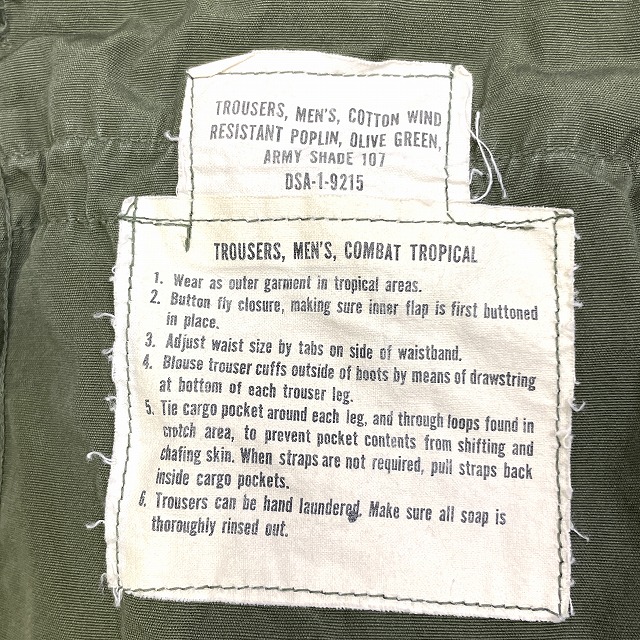 TROUSERS, MEN'S, COTTON WIND
RESISTANT POPLIN, OLIVE GREEN,
ARMY SHADE 107
DSA-1-9215
TROUSERS, MEN'S, COMBAT TROPICAL
1. Wear as outer garment in tropical areas.
2. Button fly closure, making sure inner flap is first buttoned
in place.
3. Adjust waist size by tabs on side of waistband.
4. Blouse trouser cuffs outside of boots by means of drawstring
at bottom of each trouser leg.
5. Tie cargo pocket around each leg, and through loops found in
crotch area, to prevent pocket contents from shifting and
chafing skin. When straps are not required, pull straps back
inside cargo pockets.
6. Trousers can be hand laundered. Make sure all soap is
thoroughly rinsed out.